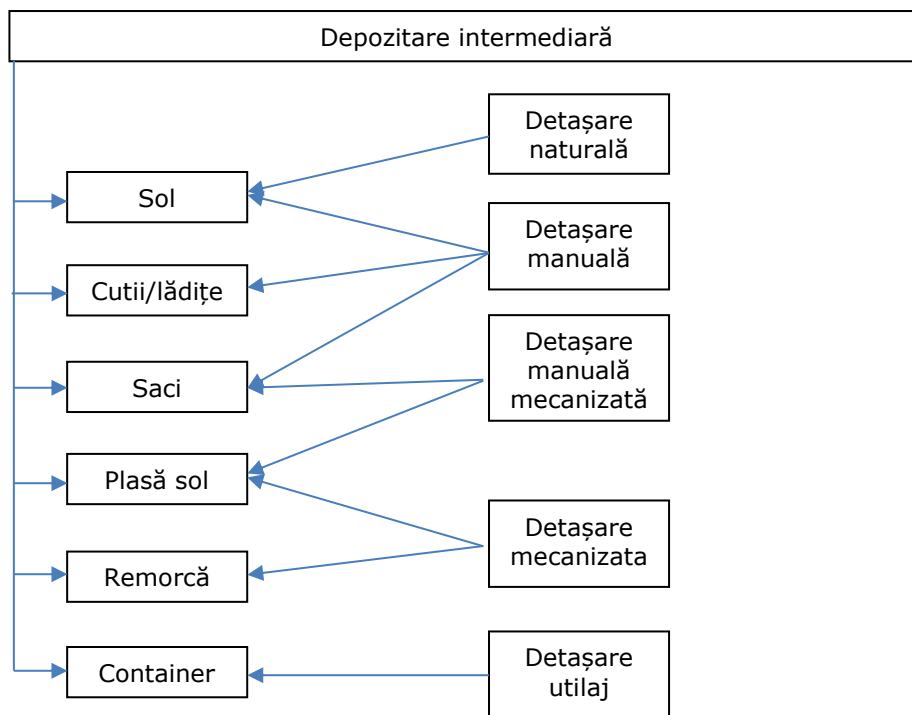 Depozitare intermediară
Detașare
naturală
Sol
Detașare
manuală
Cutii/lădițe
Detașare
manuală
mecanizată
Saci
Plasă sol
Detașare
mecanizata
Remorcă
Container
Detașare
utilaj